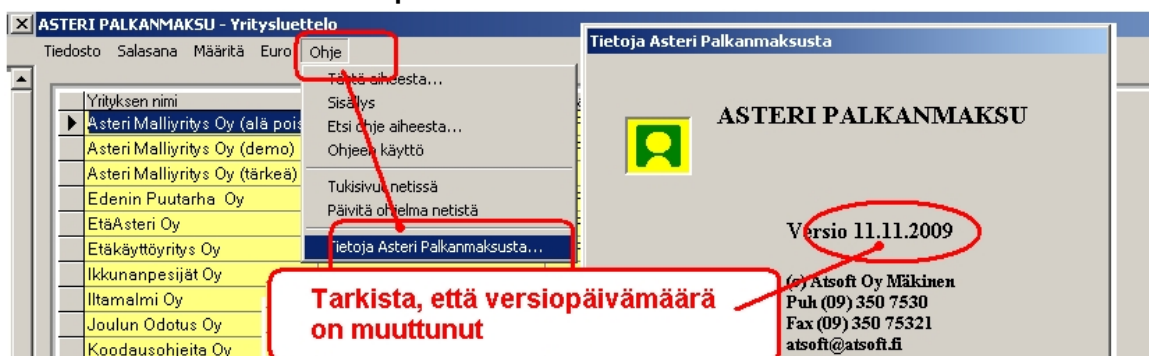 ASTERI PALKANMAKSU - Yritysluettelo
Tiedosto Salasana Määritä Euro Ohje
Tästä aiheesta...
Sisällys
Etsi ohje aiheesta...
Ohjeen käyttö
Tukisivut netissä
Päivitä ohjelma netistä
Tietoja Asteri Palkanmaksusta...
Yrityksen nimi
Asteri Malliyritys Oy (älä pois
Asteri Malliyritys Oy (demo)
Asteri Malliyritys Oy (tärkeä)
Edenin Puutarha Oy
EtäAsteri Oy
Etäkäyttöyritys Oy
Ikkunanpesijät Oy
Iltamalmi Oy
Joulun Odotus Oy
Koodausohjeita Oy
Tarkista, että versiopäivämäärä
on muuttunut
Tietoja Asteri Palkanmaksusta
ASTERI PALKANMAKSU
Versio 11.11.2009
(c) Atsoft Oy Mäkinen
Puh (09) 350 7530
Fax (09) 350 75321
atsoft@atsoft.fi